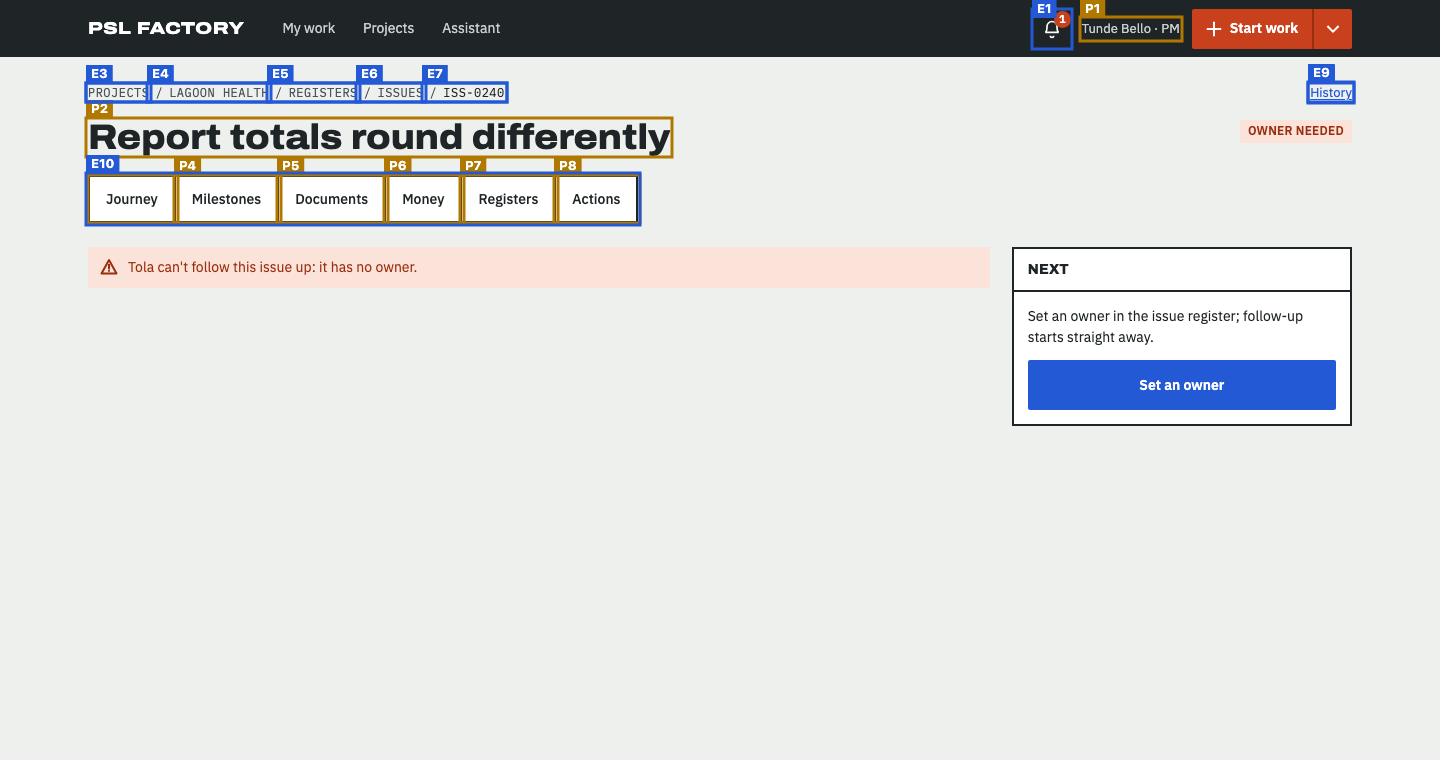 PSL FACTORY
My work
Projects
Assistant
E1
1
P1
Tunde Bello · PM
Start work
E3
E4
E5
E6
E7
E9
PROJECTS / LAGOON HEALTH / REGISTERS / ISSUES / ISS-0240
History
P2
Report totals round differently
OWNER NEEDED
E10
P4
P5
P6
P7
P8
Journey
Milestones
Documents
Money
Registers
Actions
Tola can't follow this issue up: it has no owner.
NEXT
Set an owner in the issue register; follow-up
starts straight away.
Set an owner